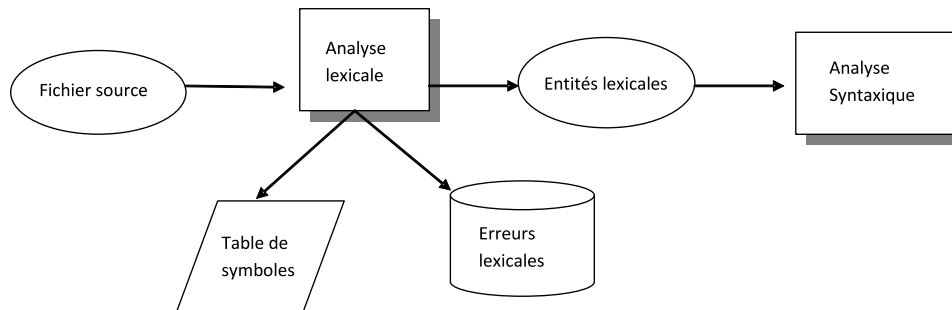 Fichier source
Analyse
lexicale
Entités lexicales
Analyse
Syntaxique
Table de
symboles
Erreurs
lexicales